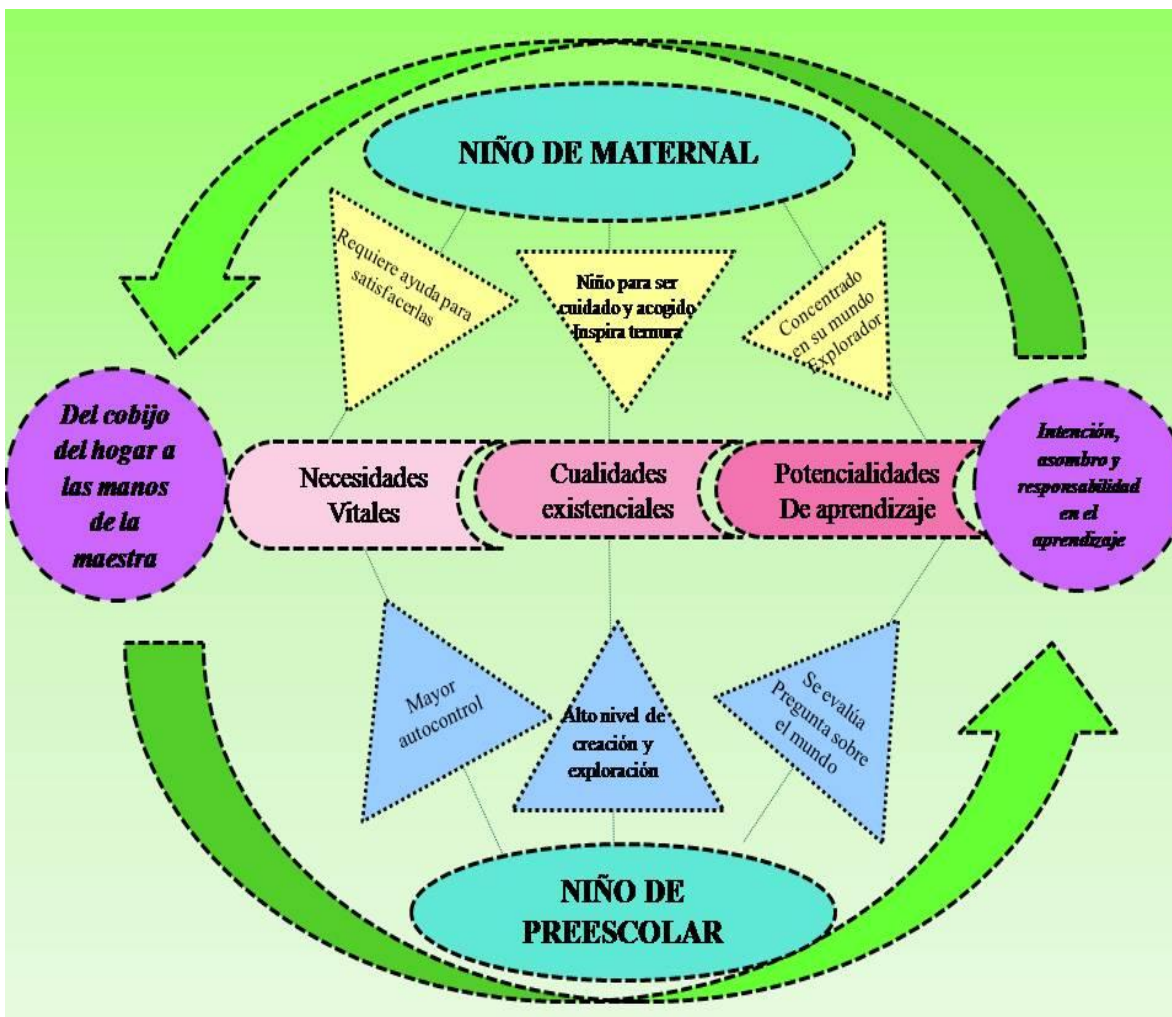 NIÑO DE MATERNAL
Requiere ayuda para
satisfacerlas
Niño para ser
cuidado y acogido
Inspira ternura
Concentrado
en su mundo
Explorador
Del cobijo
del hogar a
las manos
de la
maestra
Necesidades
Vitales
Cualidades
existenciales
Potencialidades
De aprendizaje
Intención,
asombro y
responsabilidad
en el
aprendizaje
Mayor
autocontrol
Alto nivel de
creación y
exploración
Se evalúa
Pregunta sobre
el mundo
NIÑO DE
PREESCOLAR